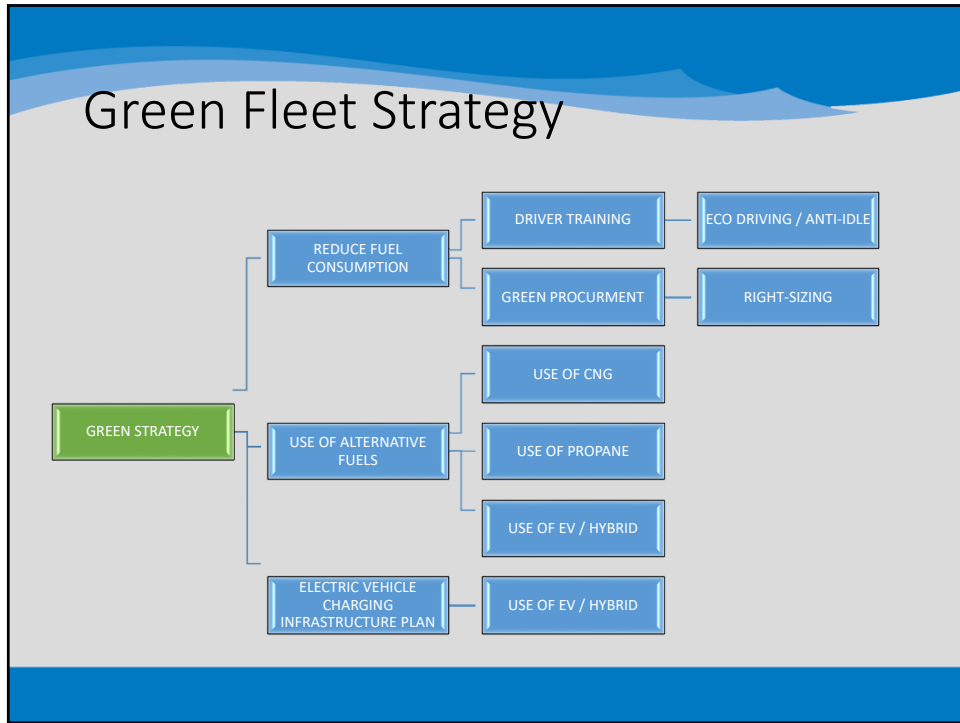 Green Fleet Strategy
GREEN STRATEGY
REDUCE FUEL
CONSUMPTION
DRIVER TRAINING
ECO DRIVING / ANTI-IDLE
GREEN PROCURMENT
RIGHT-SIZING
USE OF ALTERNATIVE
FUELS
USE OF CNG
USE OF PROPANE
USE OF EV / HYBRID
ELECTRIC VEHICLE
CHARGING
INFRASTRUCTURE PLAN
USE OF EV / HYBRID